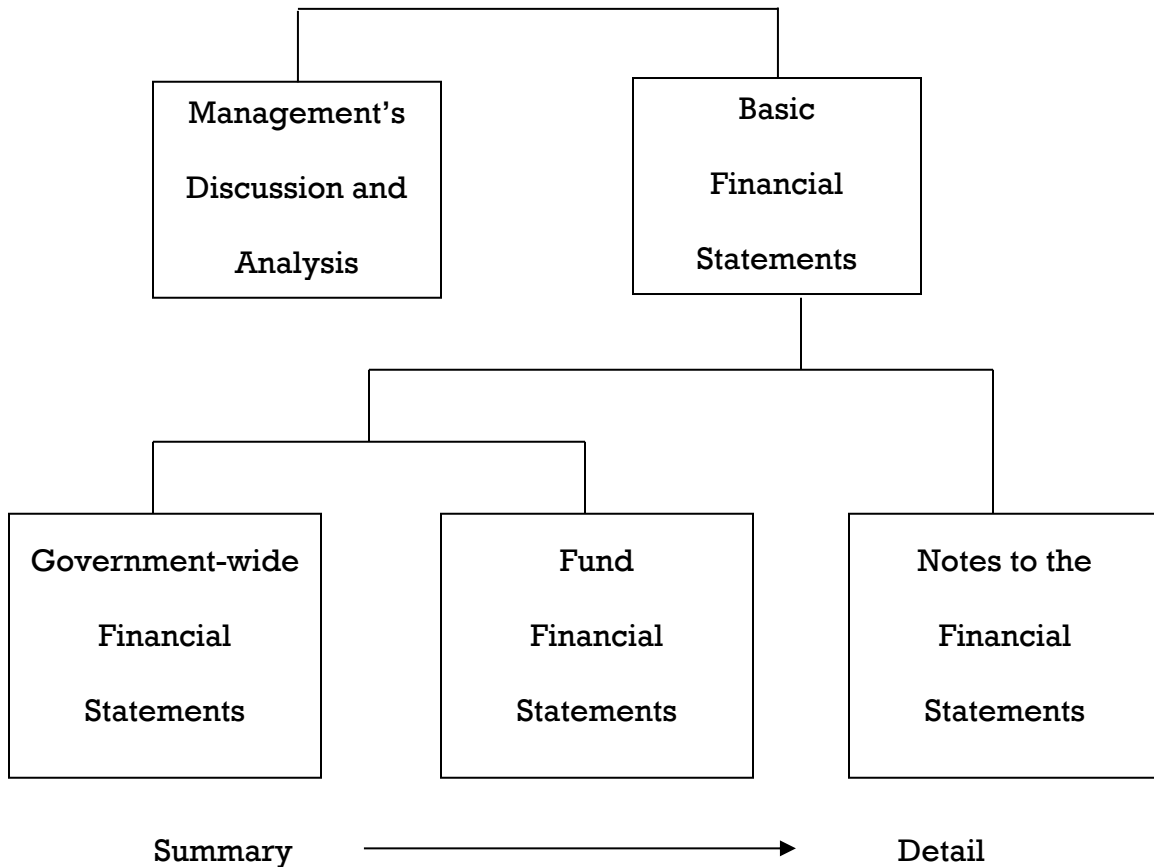 Management’s
Discussion and
Analysis
Basic
Financial
Statements
Government-wide
Financial
Statements
Fund
Financial
Statements
Notes to the
Financial
Statements
Summary
Detail